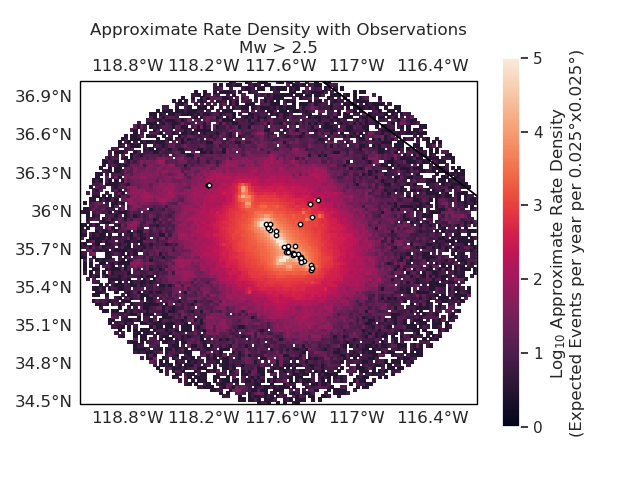 Approximate Rate Density with Observations
Mw > 2.5
118.8°W 118.2°W 117.6°W 117°W 116.4°W
36.9°N
36.6°N
36.3°N
36°N
35.7°N
35.4°N
35.1°N
34.8°N
34.5°N
118.8°W 118.2°W 117.6°W 117°W 116.4°W
5
4
3
2
1
0
Log₁₀ Approximate Rate Density
(Expected Events per year per 0.025°x0.025°)